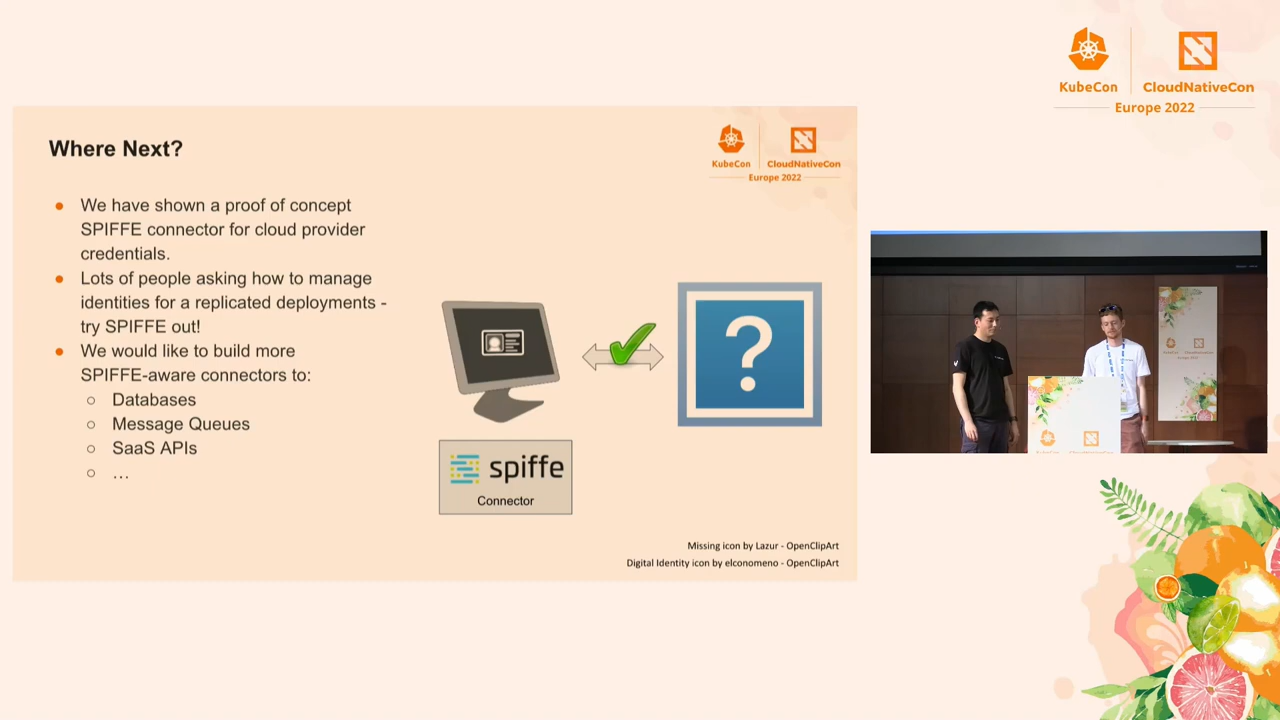 KubeCon
CloudNativeCon
Europe 2022
Where Next?
KubeCon
CloudNativeCon
Europe 2022
We have shown a proof of concept
SPIFFE connector for cloud provider
credentials.
Lots of people asking how to manage
identities for a replicated deployments -
try SPIFFE out!
We would like to build more
SPIFFE-aware connectors to:
Databases
Message Queues
SaaS APIs
…
?
spiffe
Connector
Missing icon by Lazur - OpenClipArt
Digital Identity icon by elconomeno - OpenClipArt